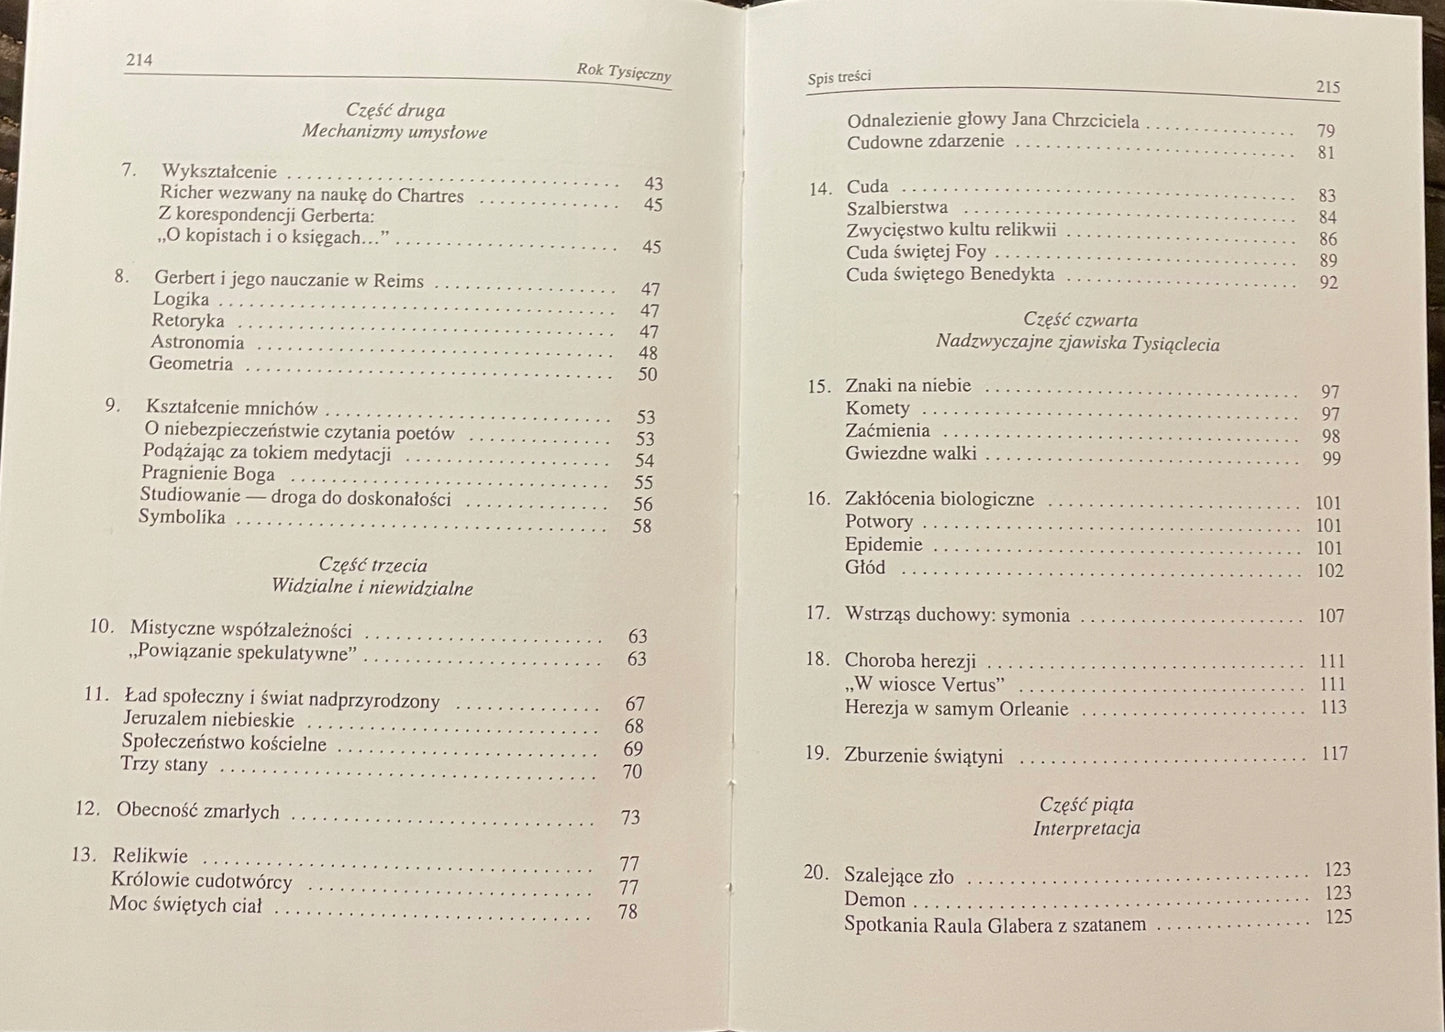 214
Rok Tysięczny
Część druga
Mechanizmy umysłowe
7. Wykształcenie . . . . . . . . . . . . . . . . . . . . . . . . . . . . . . . . 43
Richer wezwany na naukę do Chartres . . . . . . . . . . . . . . 45
Z korespondencji Gerberta:
„O kopistach i o księgach...” . . . . . . . . . . . . . . . . . . . . . 45
8. Gerbert i jego nauczanie w Reims . . . . . . . . . . . . . . . . . 47
Logika . . . . . . . . . . . . . . . . . . . . . . . . . . . . . . . . . . . . 47
Retoryka . . . . . . . . . . . . . . . . . . . . . . . . . . . . . . . . . . 47
Astronomia . . . . . . . . . . . . . . . . . . . . . . . . . . . . . . . . 48
Geometria . . . . . . . . . . . . . . . . . . . . . . . . . . . . . . . . . 50
9. Kształcenie mnichów . . . . . . . . . . . . . . . . . . . . . . . . . . 53
O niebezpieczeństwie czytania poetów . . . . . . . . . . . . . 53
Podążając za tokiem medytacji . . . . . . . . . . . . . . . . . . . 54
Pragnienie Boga . . . . . . . . . . . . . . . . . . . . . . . . . . . . . 55
Studiowanie — droga do doskonałości . . . . . . . . . . . . . 56
Symbolika . . . . . . . . . . . . . . . . . . . . . . . . . . . . . . . . . 58
Część trzecia
Widzialne i niewidzialne
10. Mistyczne współzależności . . . . . . . . . . . . . . . . . . . . . 63
„Powiązanie spekulatywne” . . . . . . . . . . . . . . . . . . . . . 63
11. Ład społeczny i świat nadprzyrodzony . . . . . . . . . . . . . 67
Jeruzalem niebieskie . . . . . . . . . . . . . . . . . . . . . . . . . . 68
Społeczeństwo kościelne . . . . . . . . . . . . . . . . . . . . . . . 69
Trzy stany . . . . . . . . . . . . . . . . . . . . . . . . . . . . . . . . . 70
12. Obecność zmarłych . . . . . . . . . . . . . . . . . . . . . . . . . . 73
13. Relikwie . . . . . . . . . . . . . . . . . . . . . . . . . . . . . . . . . . 77
Królowie cudotwórcy . . . . . . . . . . . . . . . . . . . . . . . . . 77
Moc świętych ciał . . . . . . . . . . . . . . . . . . . . . . . . . . . . 78
Spis treści
215
Odnalezienie głowy Jana Chrzciciela . . . . . . . . . . . . . . . 79
Cudowne zdarzenie . . . . . . . . . . . . . . . . . . . . . . . . . . . 81
14. Cuda . . . . . . . . . . . . . . . . . . . . . . . . . . . . . . . . . . . . . 83
Szalbierstwa . . . . . . . . . . . . . . . . . . . . . . . . . . . . . . . . 84
Zwycięstwo kultu relikwii . . . . . . . . . . . . . . . . . . . . . . 86
Cuda świętej Foy . . . . . . . . . . . . . . . . . . . . . . . . . . . . . 89
Cuda świętego Benedykta . . . . . . . . . . . . . . . . . . . . . . 92
Część czwarta
Nadzwyczajne zjawiska Tysiąclecia
15. Znaki na niebie . . . . . . . . . . . . . . . . . . . . . . . . . . . . . 97
Komety . . . . . . . . . . . . . . . . . . . . . . . . . . . . . . . . . . . 97
Zaćmienia . . . . . . . . . . . . . . . . . . . . . . . . . . . . . . . . . 98
Gwiezdne walki . . . . . . . . . . . . . . . . . . . . . . . . . . . . . 99
16. Zakłócenia biologiczne . . . . . . . . . . . . . . . . . . . . . . . . 101
Potwory . . . . . . . . . . . . . . . . . . . . . . . . . . . . . . . . . . . 101
Epidemie . . . . . . . . . . . . . . . . . . . . . . . . . . . . . . . . . . 101
Głód . . . . . . . . . . . . . . . . . . . . . . . . . . . . . . . . . . . . . 102
17. Wstrząs duchowy: symonia . . . . . . . . . . . . . . . . . . . . . 107
18. Choroba herezji . . . . . . . . . . . . . . . . . . . . . . . . . . . . . 111
„W wiosce Vertus” . . . . . . . . . . . . . . . . . . . . . . . . . . . 111
Herezja w samym Orleanie . . . . . . . . . . . . . . . . . . . . . 113
19. Zburzenie świątyni . . . . . . . . . . . . . . . . . . . . . . . . . . . 117
Część piąta
Interpretacja
20. Szalejące zło . . . . . . . . . . . . . . . . . . . . . . . . . . . . . . . 123
Demon . . . . . . . . . . . . . . . . . . . . . . . . . . . . . . . . . . . . 123
Spotkania Raula Glabera z szatanem . . . . . . . . . . . . . . . 125